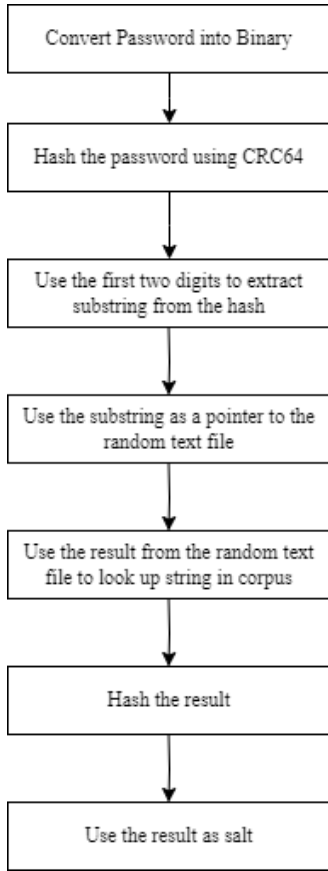 Convert Password into Binary
Hash the password using CRC64
Use the first two digits to extract
substring from the hash
Use the substring as a pointer to the
random text file
Use the result from the random text
file to look up string in corpus
Hash the result
Use the result as salt